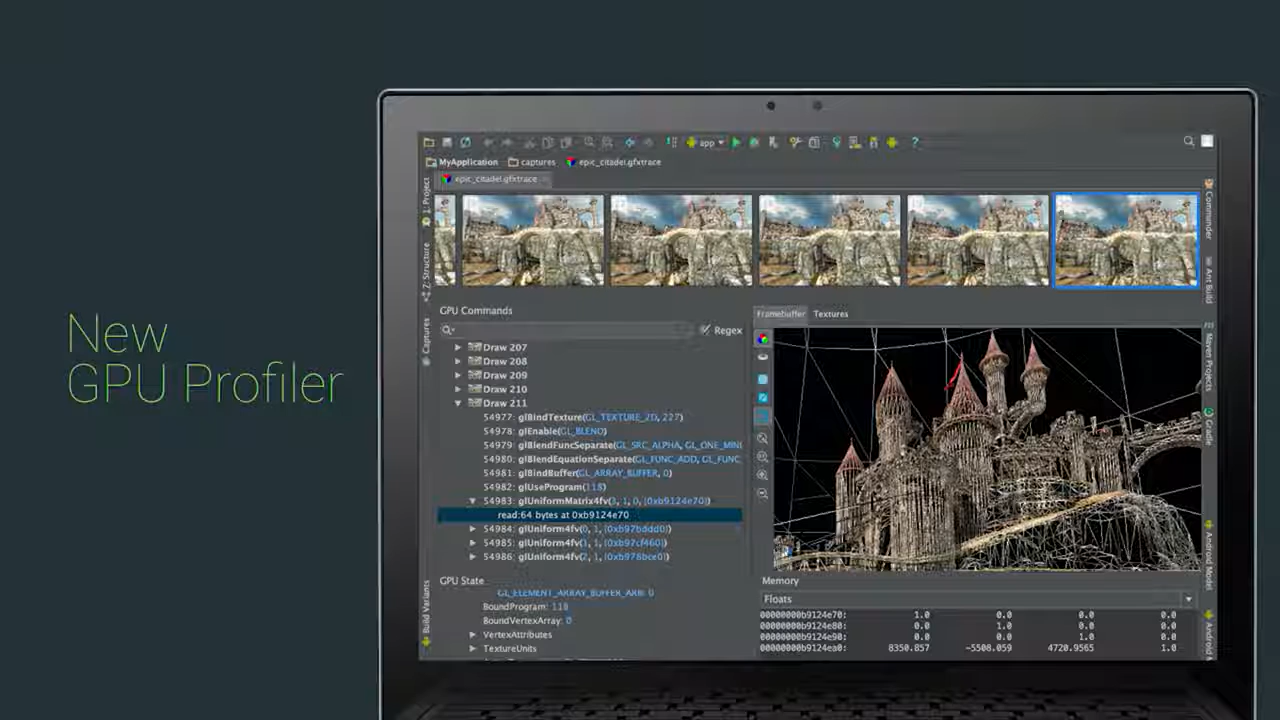 New
GPU Profiler
app
MyApplication
captures
epic_citadel.gfxtrace
epic_citadel.gfxtrace
1: Project
Z: Structure
Captures
Build Variants
Commander
Ant Build
Maven Projects
Gradle
Android Model
GPU Commands
Regex
Draw 207
Draw 208
Draw 209
Draw 210
Draw 211
54977: glBindTexture(GL_TEXTURE_2D, 227)
54978: glEnable(GL_BLEND)
54979: glBlendFuncSeparate(GL_SRC_ALPHA, GL_ONE_MIN
54980: glBlendEquationSeparate(GL_FUNC_ADD, GL_FUNC_
54981: glBindBuffer(GL_ARRAY_BUFFER, 0)
54982: glUseProgram(118)
54983: glUniformMatrix4fv(3, 1, 0, [0xb9124e70])
read:64 bytes at 0xb9124e70
54984: glUniform4fv(0, 1, [0xb97bddd0])
54985: glUniform4fv(1, 1, [0xb97cf460])
54986: glUniform4fv(2, 1, [0xb978bce0])
GPU State
GL_ELEMENT_ARRAY_BUFFER_ARB: 0
BoundProgram: 118
BoundVertexArray: 0
VertexAttributes
TextureUnits
Framebuffer
Textures
Memory
Floats
00000000b9124e70: 1.0 0.0 0.0 0.0
00000000b9124e80: 0.0 1.0 0.0 0.0
00000000b9124e90: 0.0 0.0 1.0 0.0
00000000b9124ea0: 8350.857 -5508.059 4720.9565 1.0